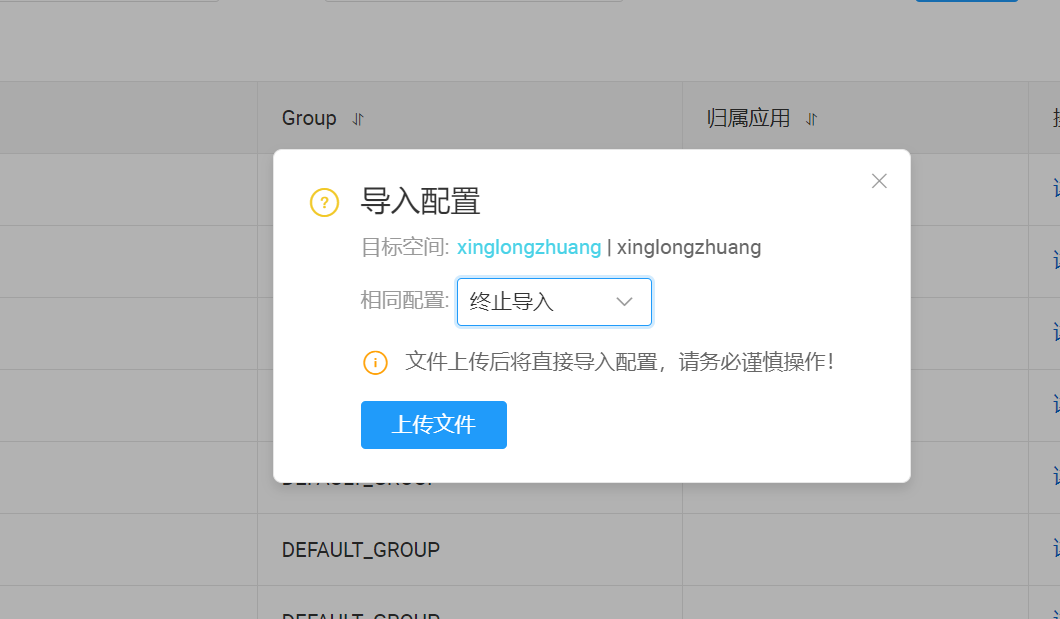 Group
归属应用
导入配置
目标空间: xinglongzhuang | xinglongzhuang
相同配置: 终止导入
文件上传后将直接导入配置，请务必谨慎操作！
上传文件
DEFAULT_GROUP
DEFAULT_GROUP
DEFAULT_GROUP